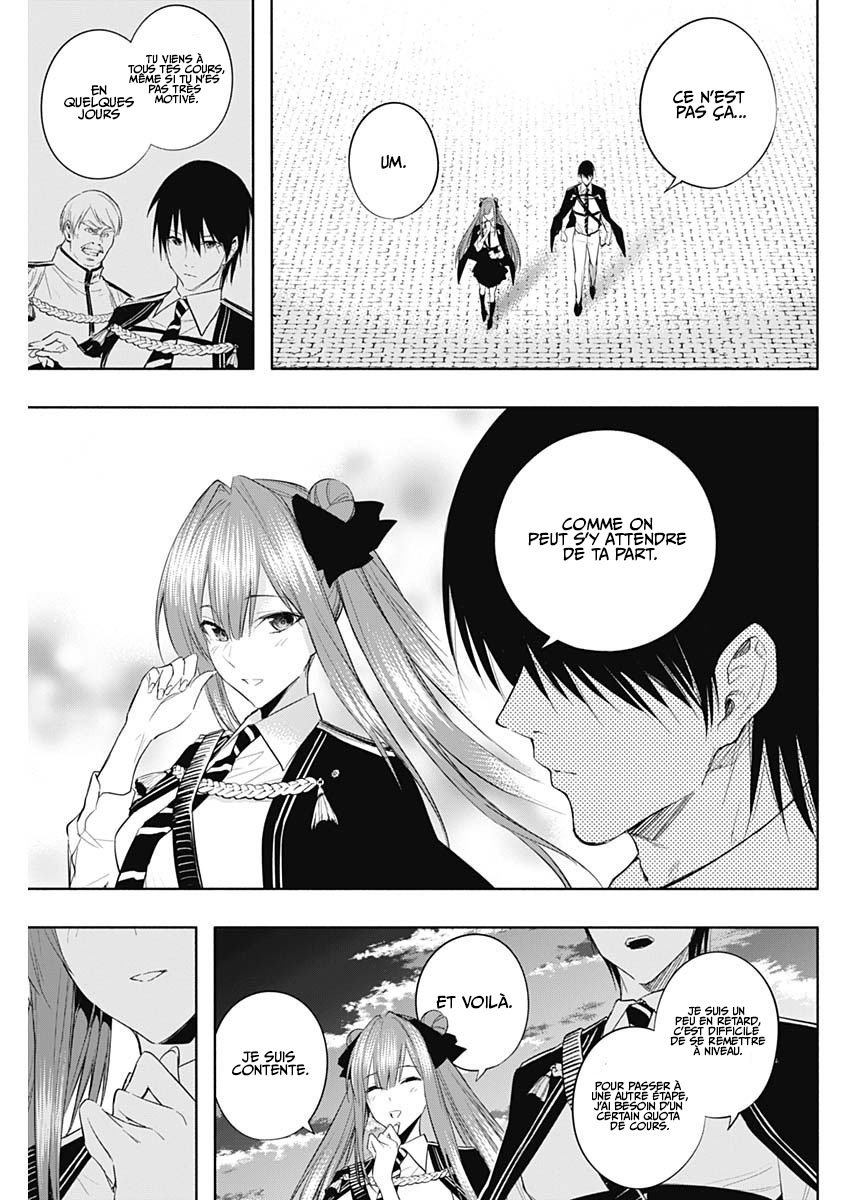 CE N'EST
PAS ÇA...
UM.
TU VIENS À
TOUS TES COURS,
MÊME SI TU N'ES
PAS TRÈS
MOTIVÉ.
EN
QUELQUES
JOURS
COMME ON
PEUT S'Y ATTENDRE
DE TA PART.
JE SUIS UN
PEU EN RETARD,
C'EST DIFFICILE
DE SE REMETTRE
À NIVEAU.
POUR PASSER À
UNE AUTRE ÉTAPE,
J'AI BESOIN D'UN
CERTAIN QUOTA
DE COURS.
ET VOILÀ.
JE SUIS
CONTENTE.